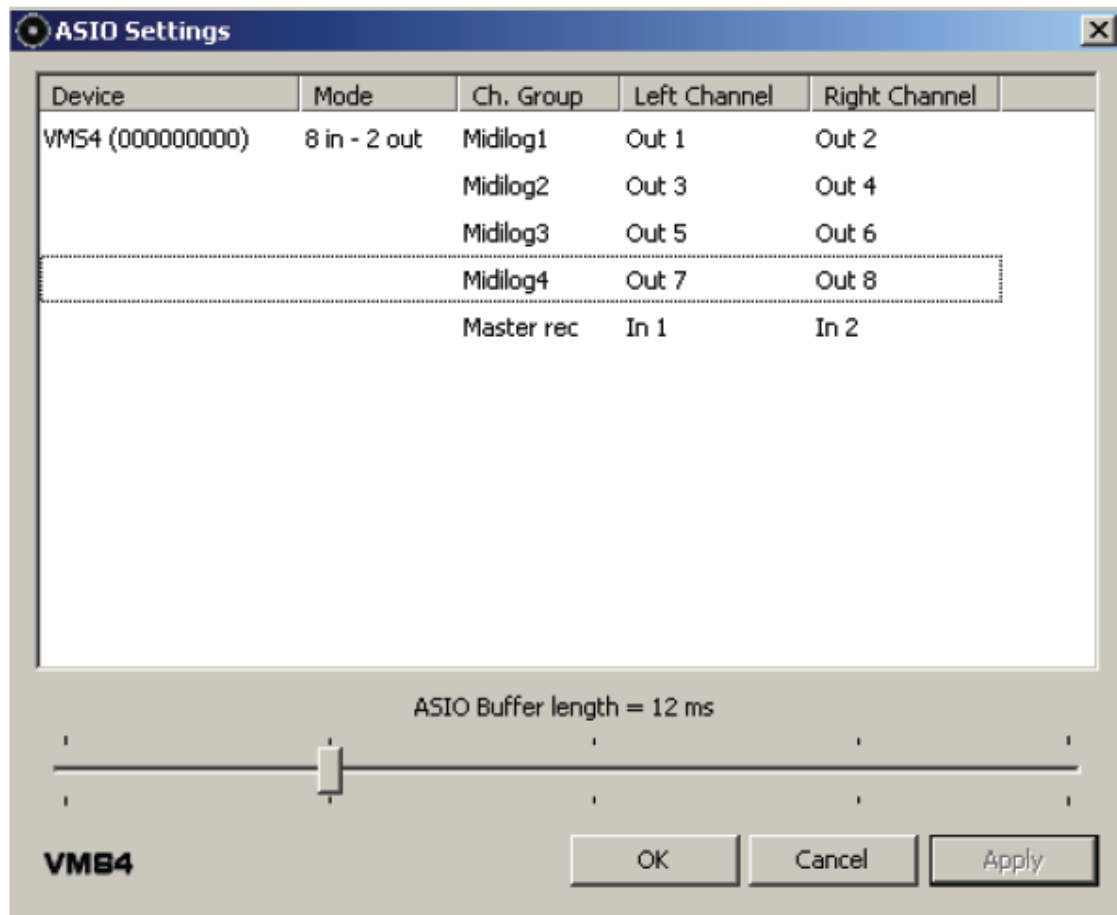 ASIO Settings
Device Mode Ch. Group Left Channel Right Channel
VMS4 (000000000) 8 in - 2 out Midilog1 Out 1 Out 2
Midilog2 Out 3 Out 4
Midilog3 Out 5 Out 6
Midilog4 Out 7 Out 8
Master rec In 1 In 2
ASIO Buffer length = 12 ms
VMS4 OK Cancel Apply